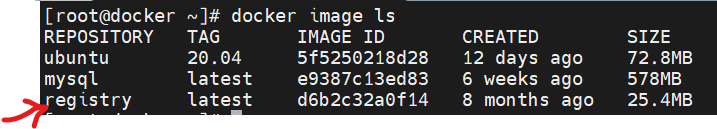 [root@docker ~]# docker image ls
REPOSITORY TAG IMAGE ID CREATED SIZE
ubuntu 20.04 5f5250218d28 12 days ago 72.8MB
mysql latest e9387c13ed83 6 weeks ago 578MB
registry latest d6b2c32a0f14 8 months ago 25.4MB